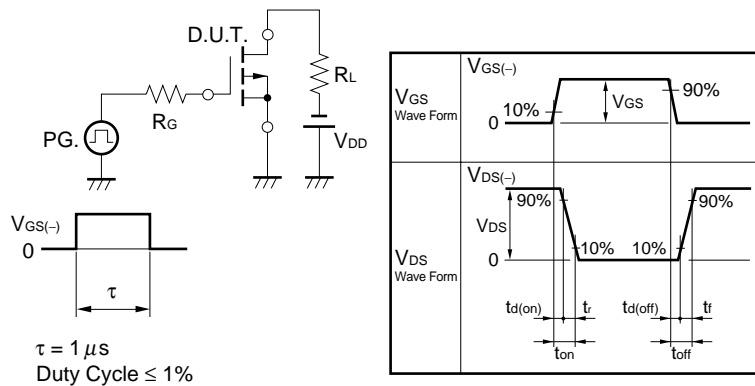 D.U.T.
RL
RG
PG.
VDD
VGS(−)
0
τ
τ = 1 μs
Duty Cycle ≤ 1%
VGS
Wave Form
VGS(−)
10%
0
VGS
90%
VDS
Wave Form
VDS(−)
90%
90%
VDS
10%
10%
0
td(on)
tr
td(off)
tf
ton
toff